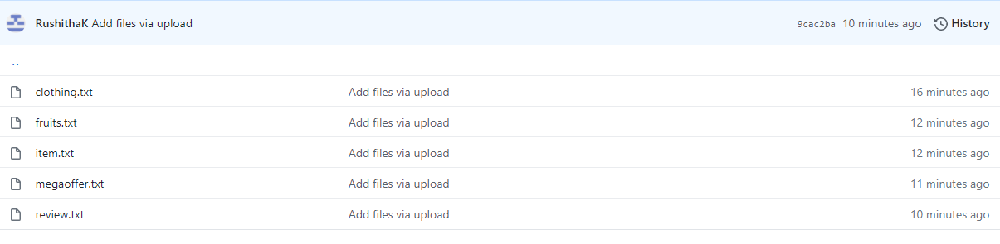 RushithaK Add files via upload 9cac2ba 10 minutes ago History
..
clothing.txt Add files via upload 16 minutes ago
fruits.txt Add files via upload 12 minutes ago
item.txt Add files via upload 12 minutes ago
megaoffer.txt Add files via upload 11 minutes ago
review.txt Add files via upload 10 minutes ago